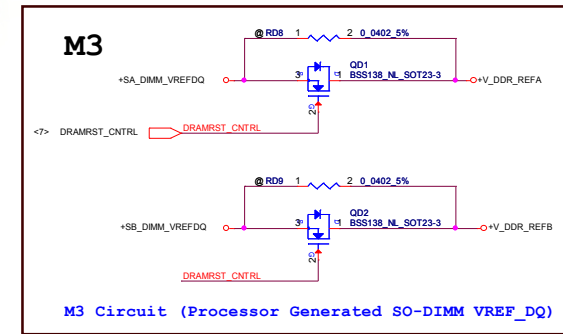 M3
@ RD8 1 2 0_0402_5%
QD1
+SA_DIMM_VREFDQ 3 1 BSS138_NL_SOT23-3 +V_DDR_REFA
G
2
<7> DRAMRST_CNTRL DRAMRST_CNTRL
@ RD9 1 2 0_0402_5%
QD2
+SB_DIMM_VREFDQ 3 1 BSS138_NL_SOT23-3 +V_DDR_REFB
G
2
DRAMRST_CNTRL
M3 Circuit (Processor Generated SO-DIMM VREF_DQ)